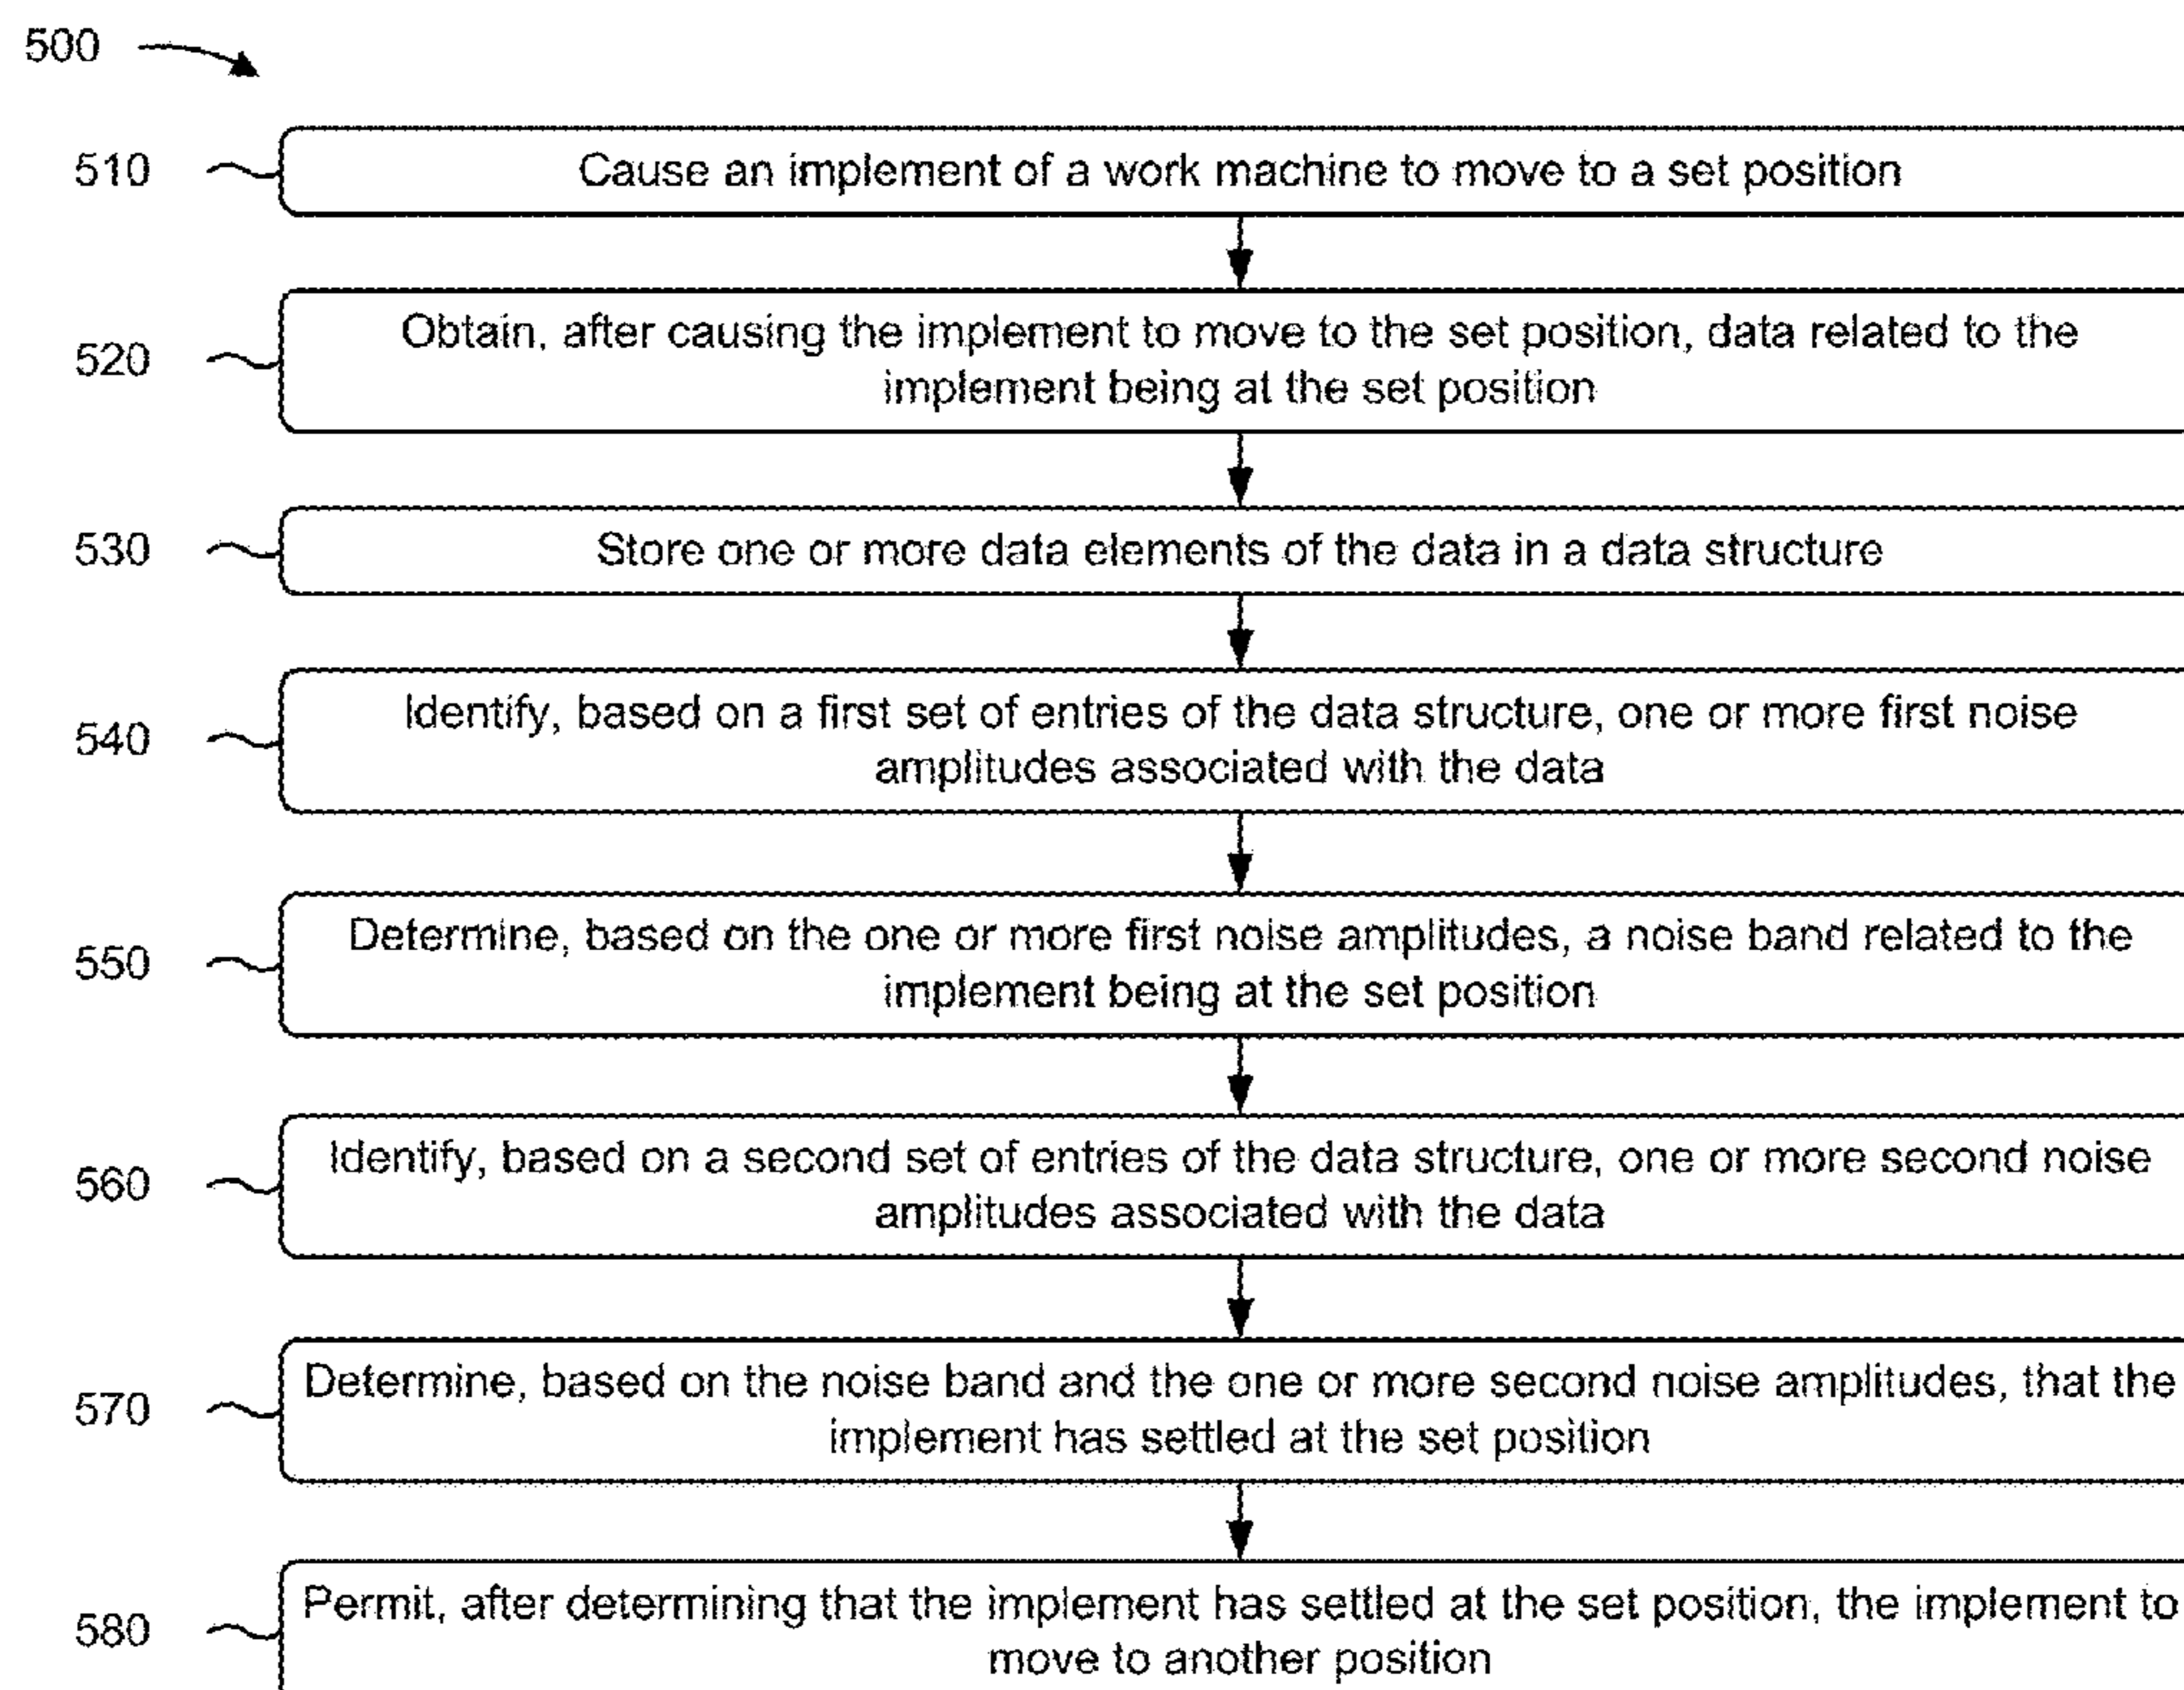 500
510
Cause an implement of a work machine to move to a set position
520
Obtain, after causing the implement to move to the set position, data related to the
implement being at the set position
530
Store one or more data elements of the data in a data structure
540
Identify, based on a first set of entries of the data structure, one or more first noise
amplitudes associated with the data
550
Determine, based on the one or more first noise amplitudes, a noise band related to the
implement being at the set position
560
Identify, based on a second set of entries of the data structure, one or more second noise
amplitudes associated with the data
570
Determine, based on the noise band and the one or more second noise amplitudes, that the
implement has settled at the set position
580
Permit, after determining that the implement has settled at the set position, the implement to
move to another position